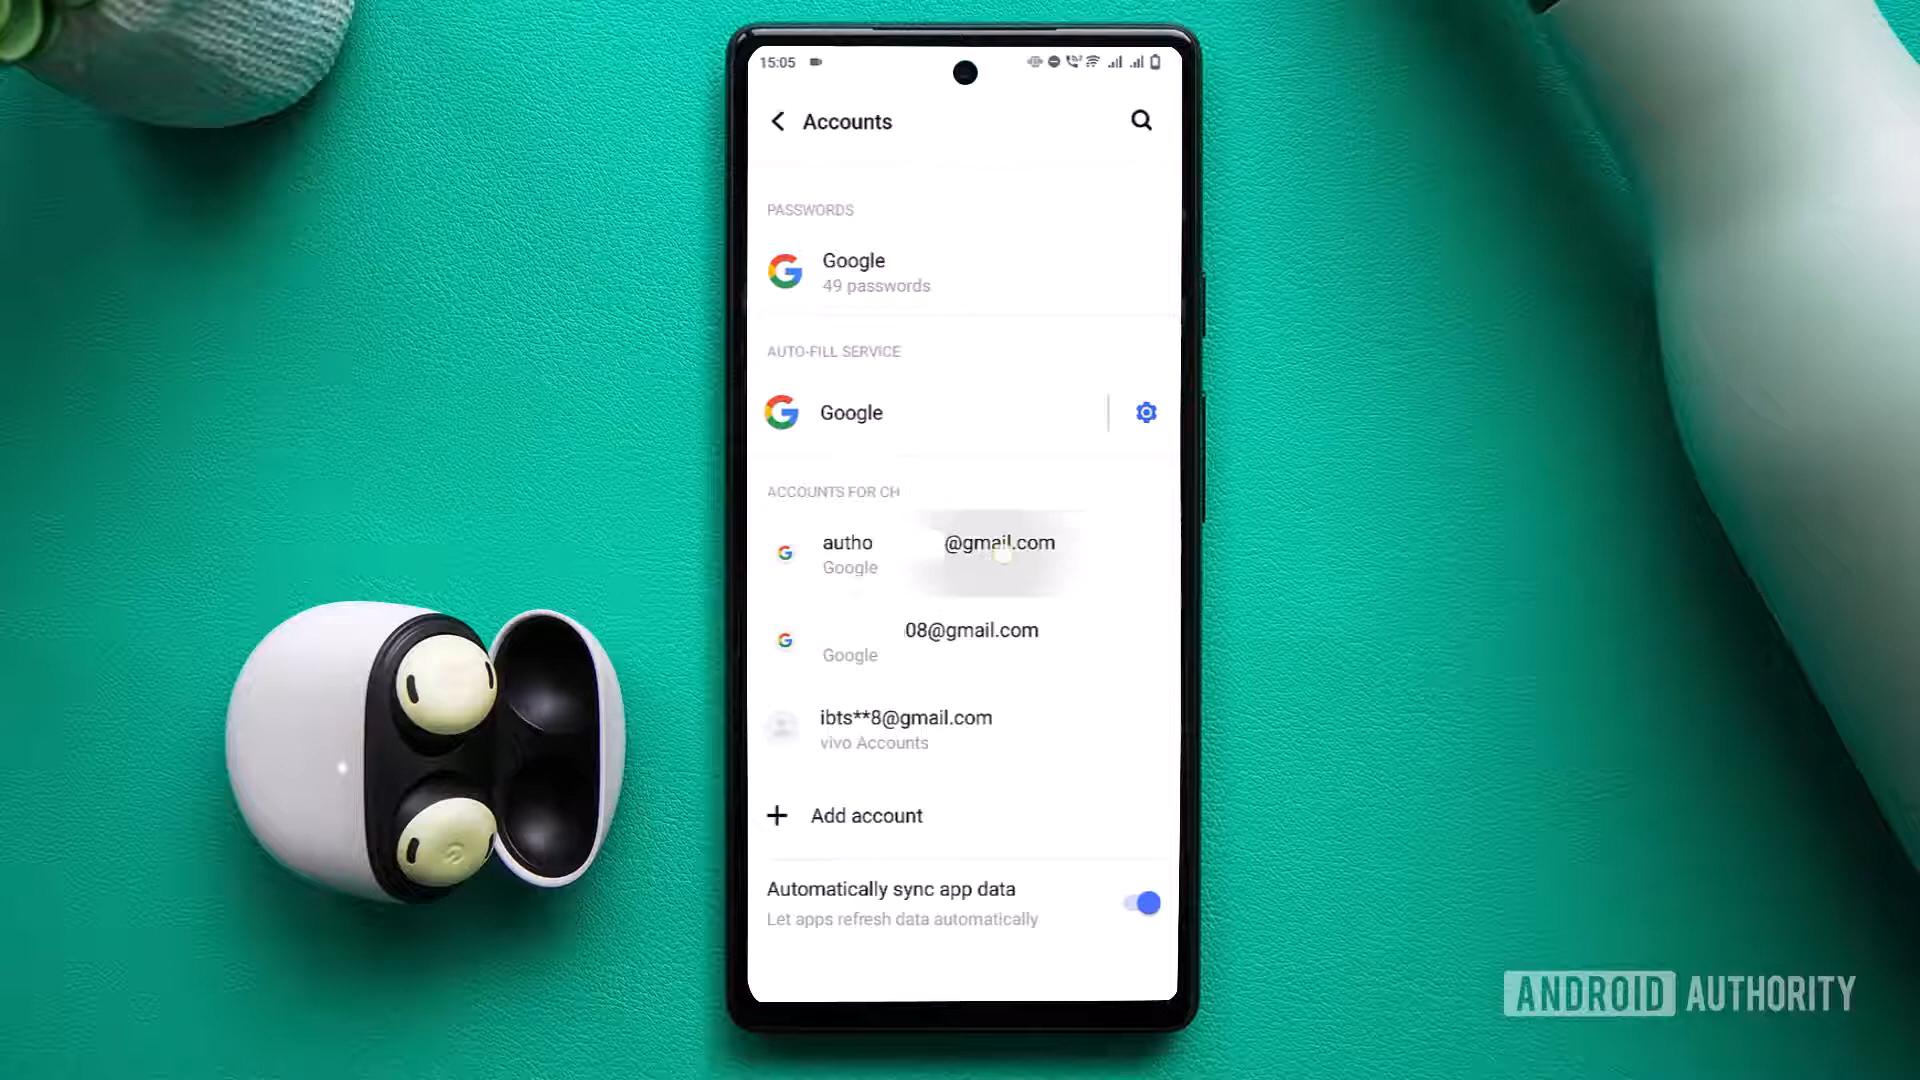 15:05
Accounts
PASSWORDS
Google
49 passwords
AUTO-FILL SERVICE
Google
ACCOUNTS FOR CH
autho @gmail.com
Google
08@gmail.com
Google
ibts**8@gmail.com
vivo Accounts
+ Add account
Automatically sync app data
Let apps refresh data automatically
ANDROID AUTHORITY